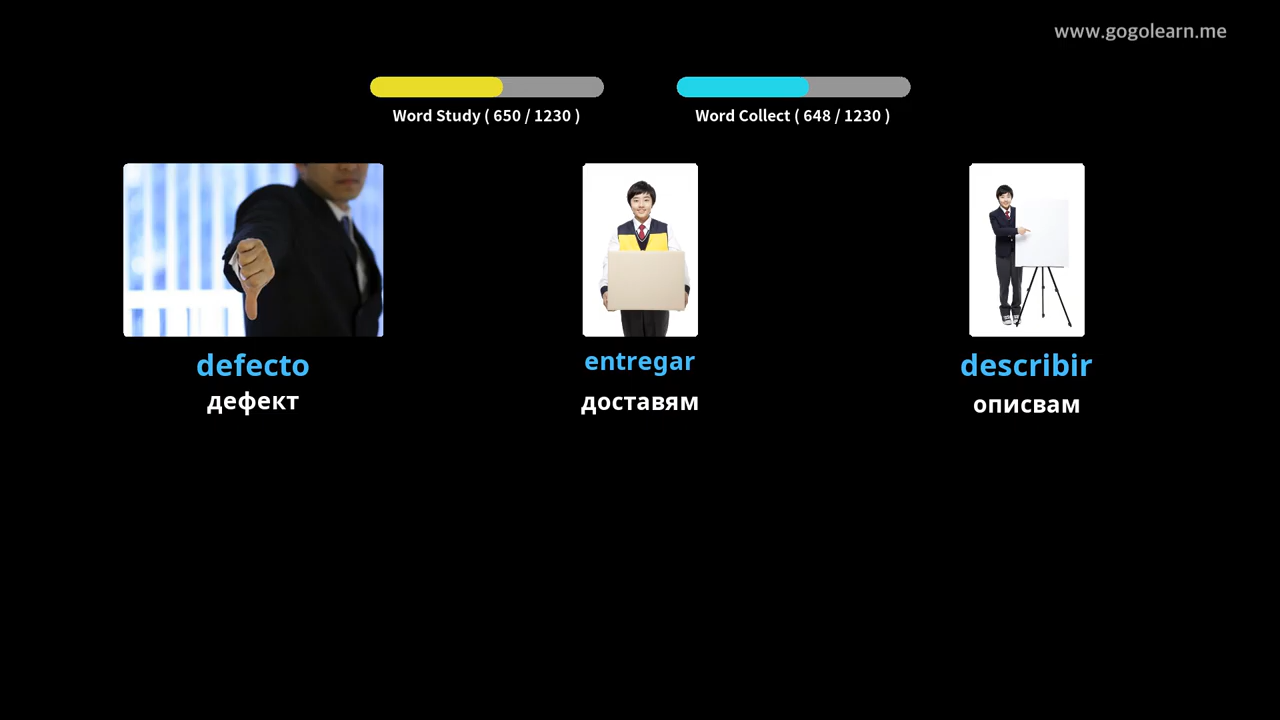 www.gogolearn.me
Word Study ( 650 / 1230 )
Word Collect ( 648 / 1230 )
defecto
дефект
entregar
доставям
describir
описвам